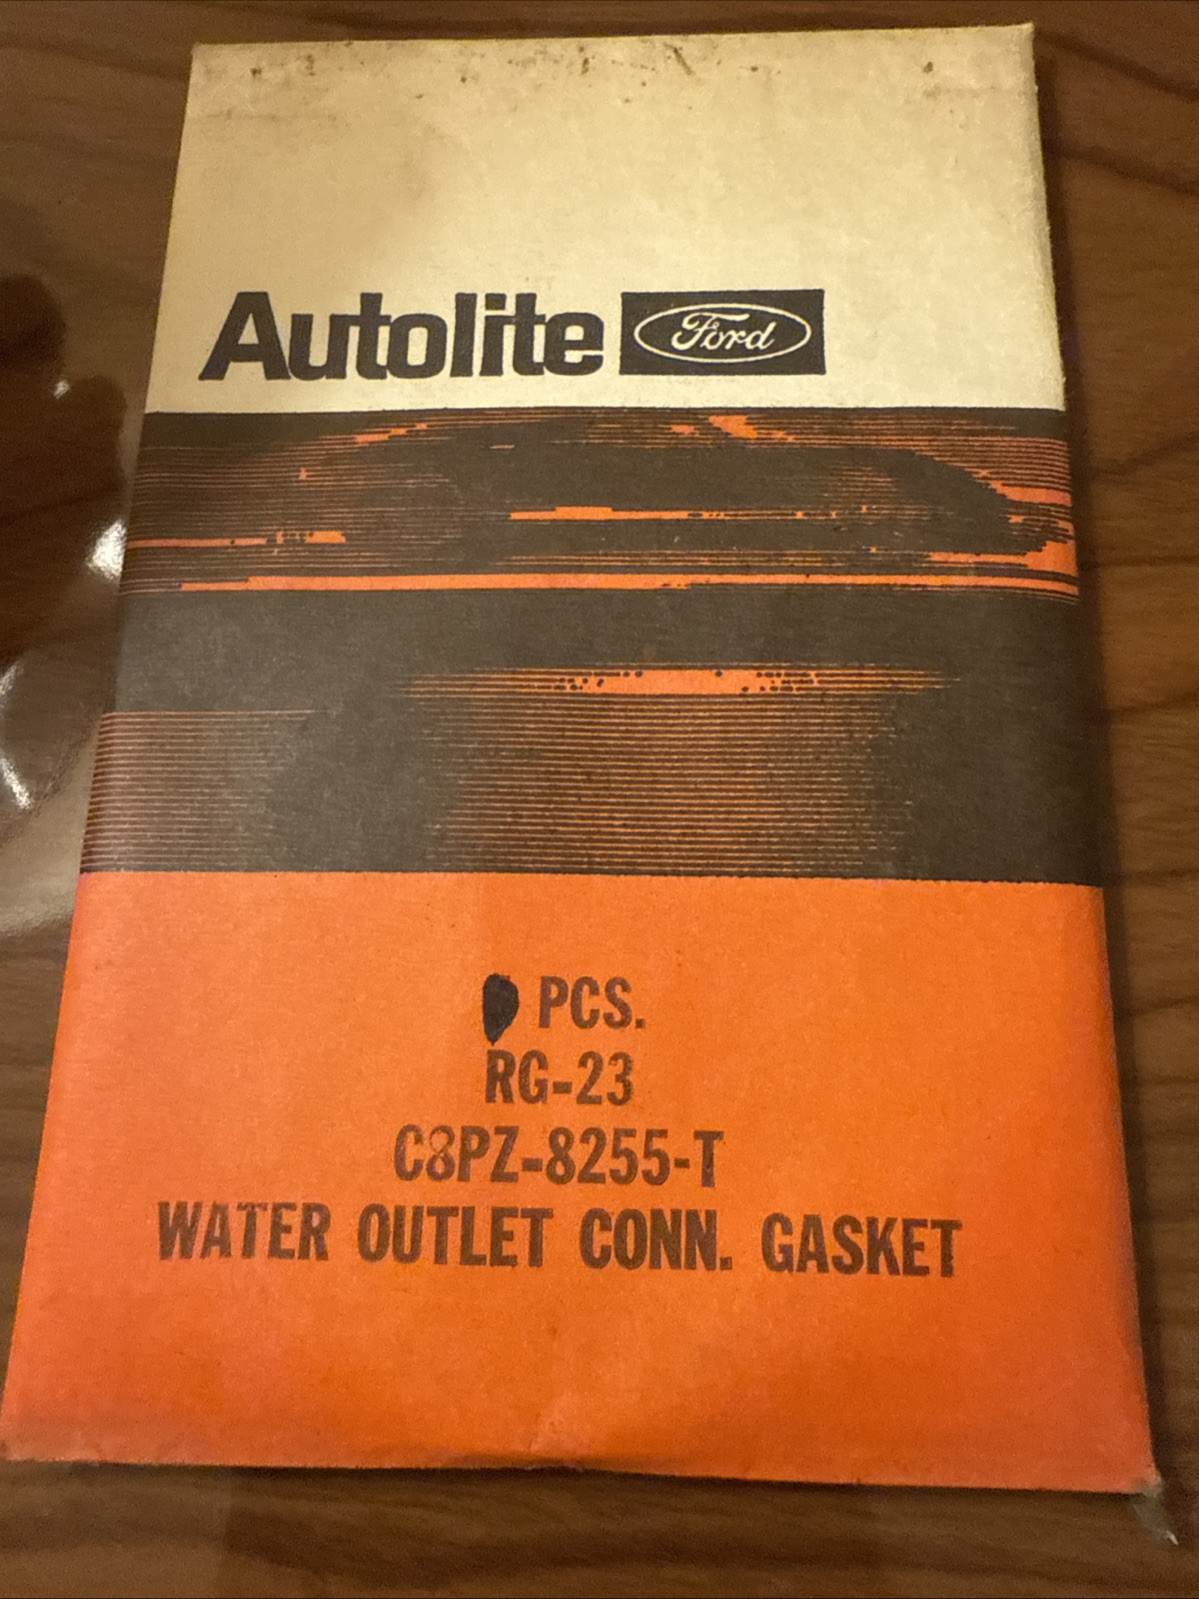 Autolite Ford
PCS.
RG-23
C8PZ-8255-T
WATER OUTLET CONN. GASKET